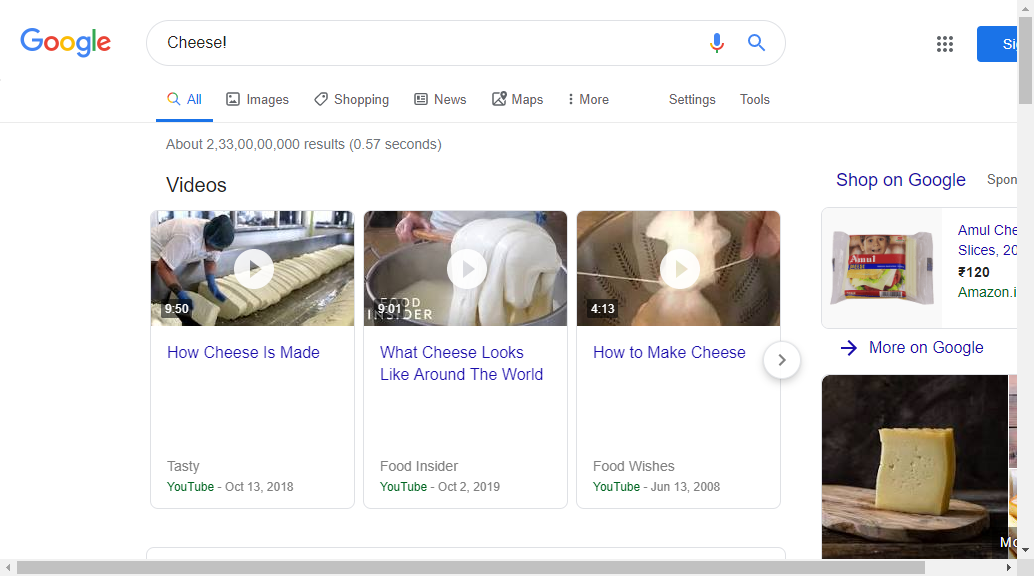 Google
Cheese!
Si
All
Images
Shopping
News
Maps
More
Settings
Tools
About 2,33,00,00,000 results (0.57 seconds)
Videos
9:50
How Cheese Is Made
Tasty
YouTube - Oct 13, 2018
FOOD
INSIDER
9:01
What Cheese Looks
Like Around The World
Food Insider
YouTube - Oct 2, 2019
4:13
How to Make Cheese
Food Wishes
YouTube - Jun 13, 2008
Shop on Google
Spon
Amul
Amul Che
Slices, 20
₹120
Amazon.i
More on Google
Mo